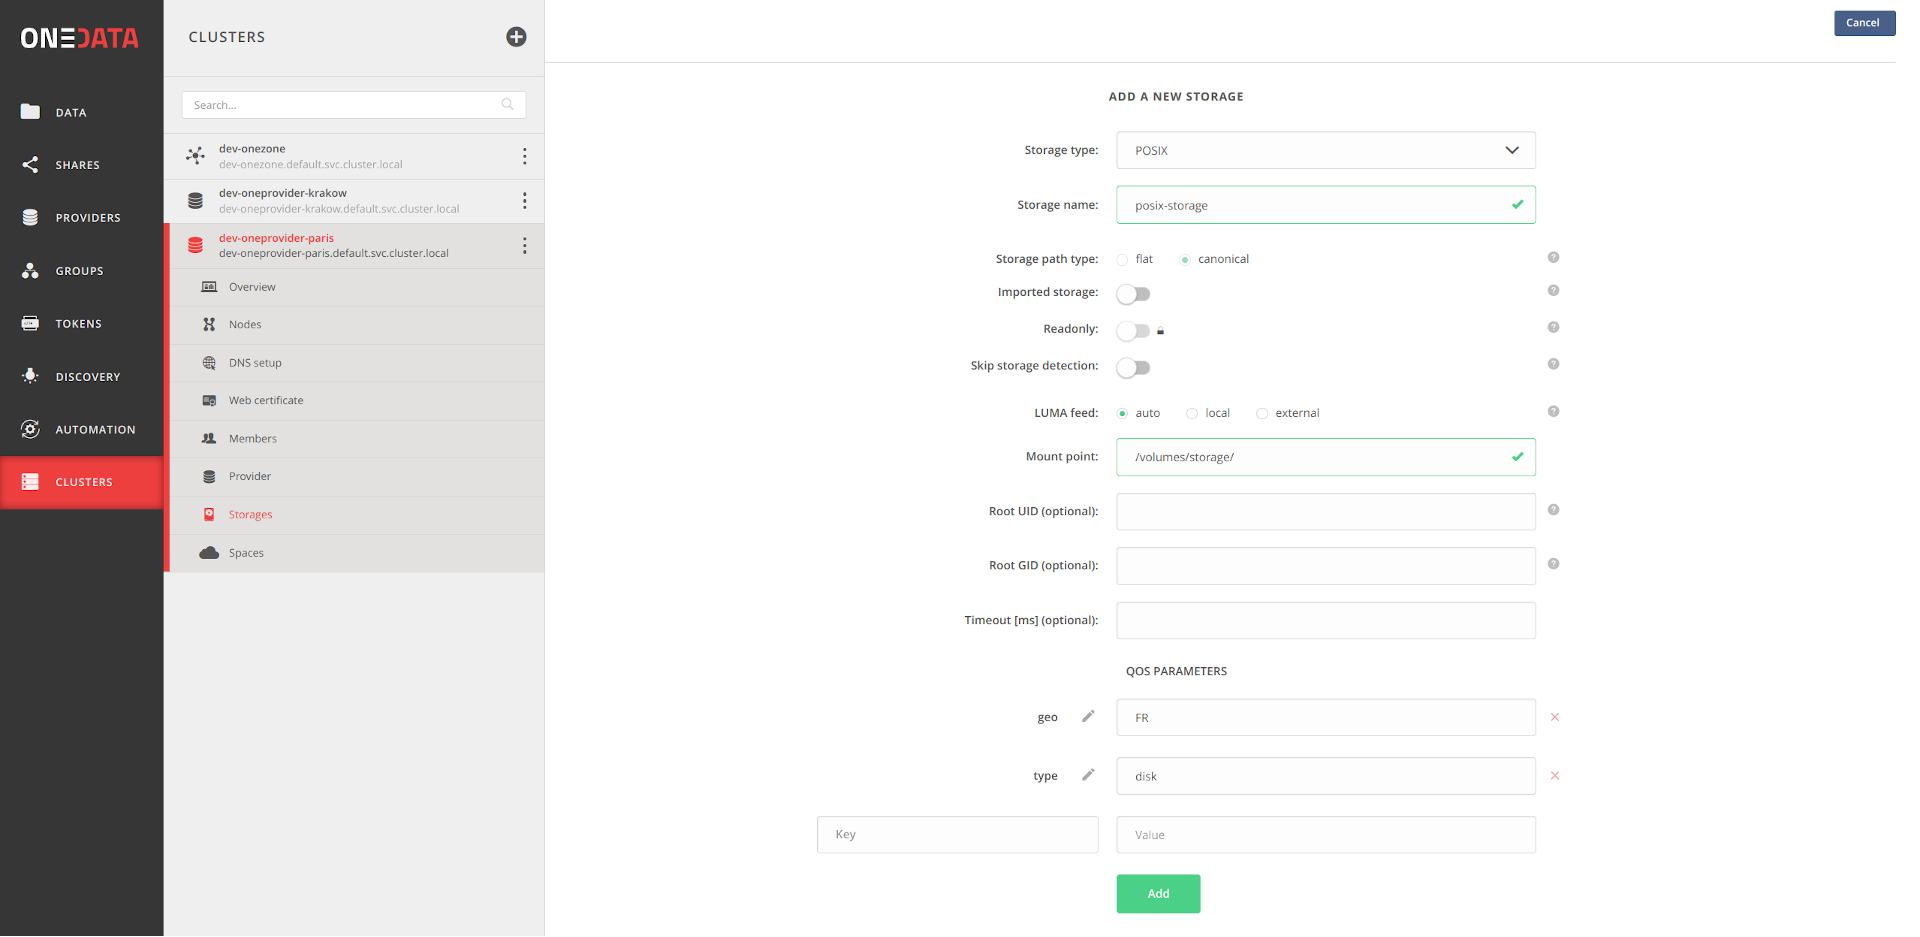 ONEDATA
DATA
SHARES
PROVIDERS
GROUPS
TOKENS
DISCOVERY
AUTOMATION
CLUSTERS
CLUSTERS
Search...
dev-onezone
dev-onezone.default.svc.cluster.local
dev-oneprovider-krakow
dev-oneprovider-krakow.default.svc.cluster.local
dev-oneprovider-paris
dev-oneprovider-paris.default.svc.cluster.local
Overview
Nodes
DNS setup
Web certificate
Members
Provider
Storages
Spaces
Cancel
ADD A NEW STORAGE
Storage type: POSIX
Storage name: posix-storage
Storage path type: flat canonical
Imported storage:
Readonly:
Skip storage detection:
LUMA feed: auto local external
Mount point: /volumes/storage/
Root UID (optional):
Root GID (optional):
Timeout [ms] (optional):
QOS PARAMETERS
geo FR
type disk
Key Value
Add